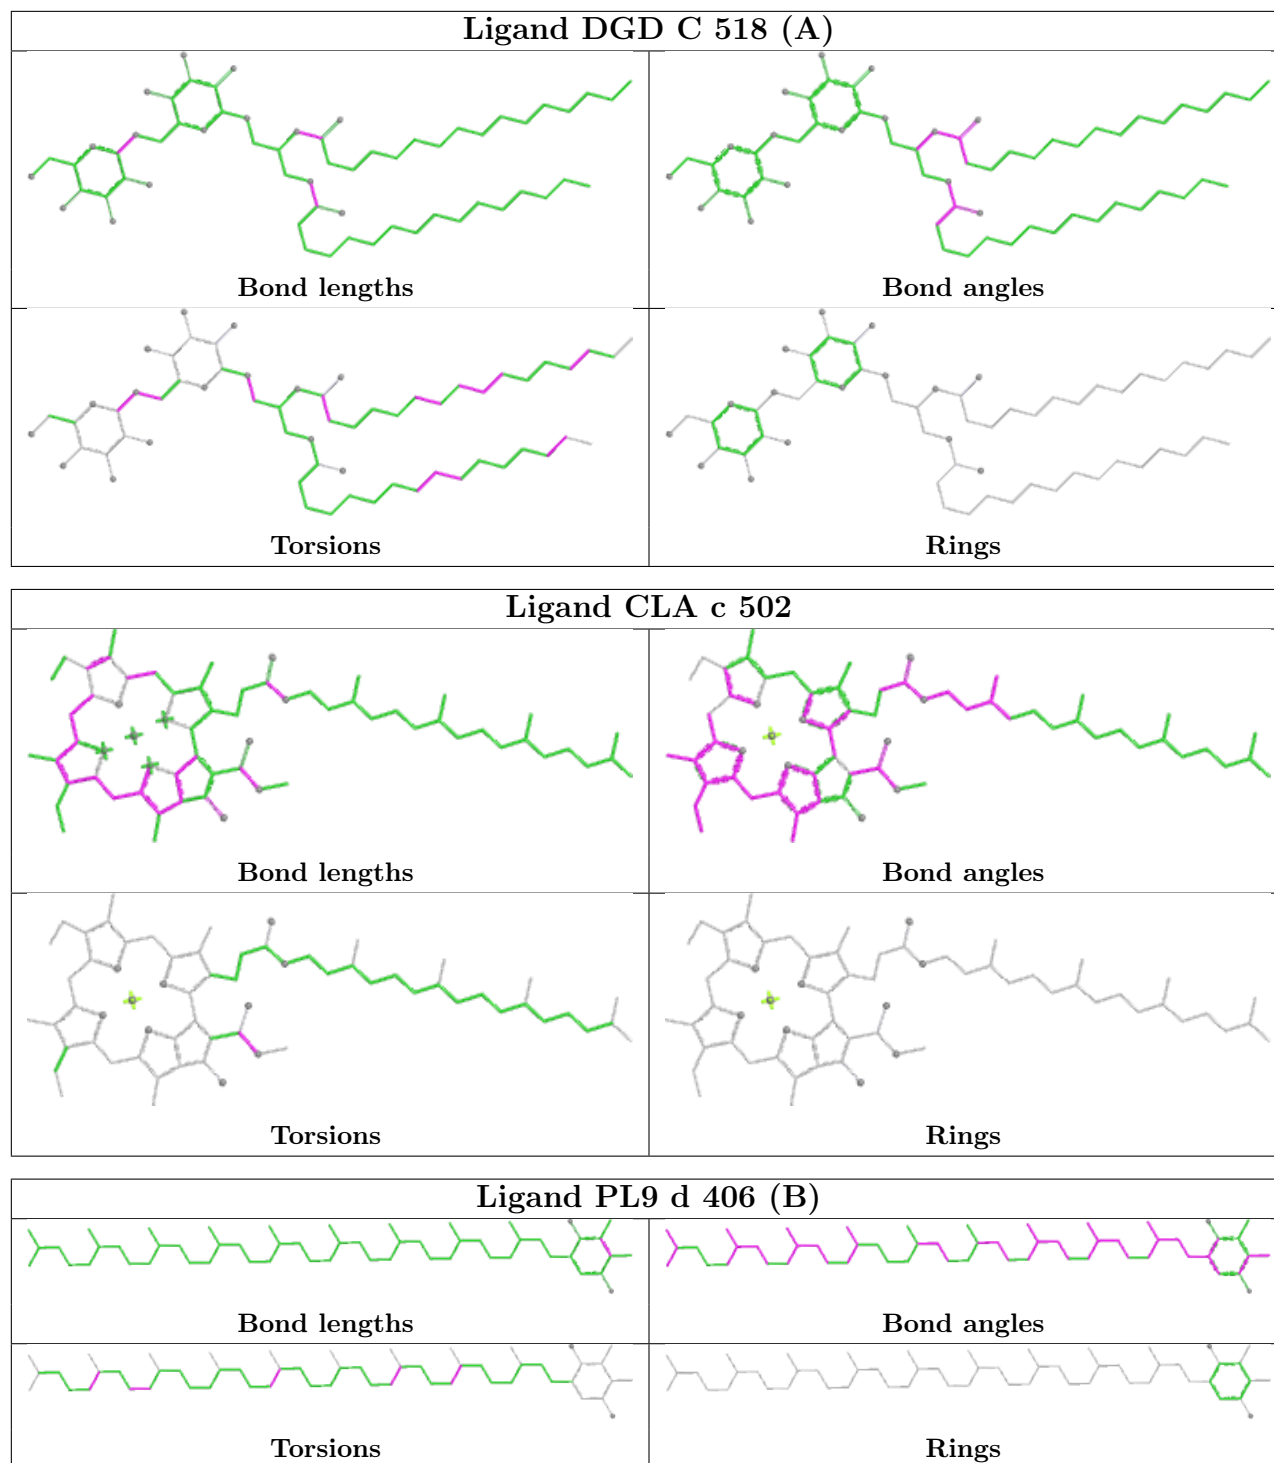 Ligand DGD C 518 (A)
Bond lengths
Bond angles
Torsions
Rings
Ligand CLA c 502
Bond lengths
Bond angles
Torsions
Rings
Ligand PL9 d 406 (B)
Bond lengths
Bond angles
Torsions
Rings